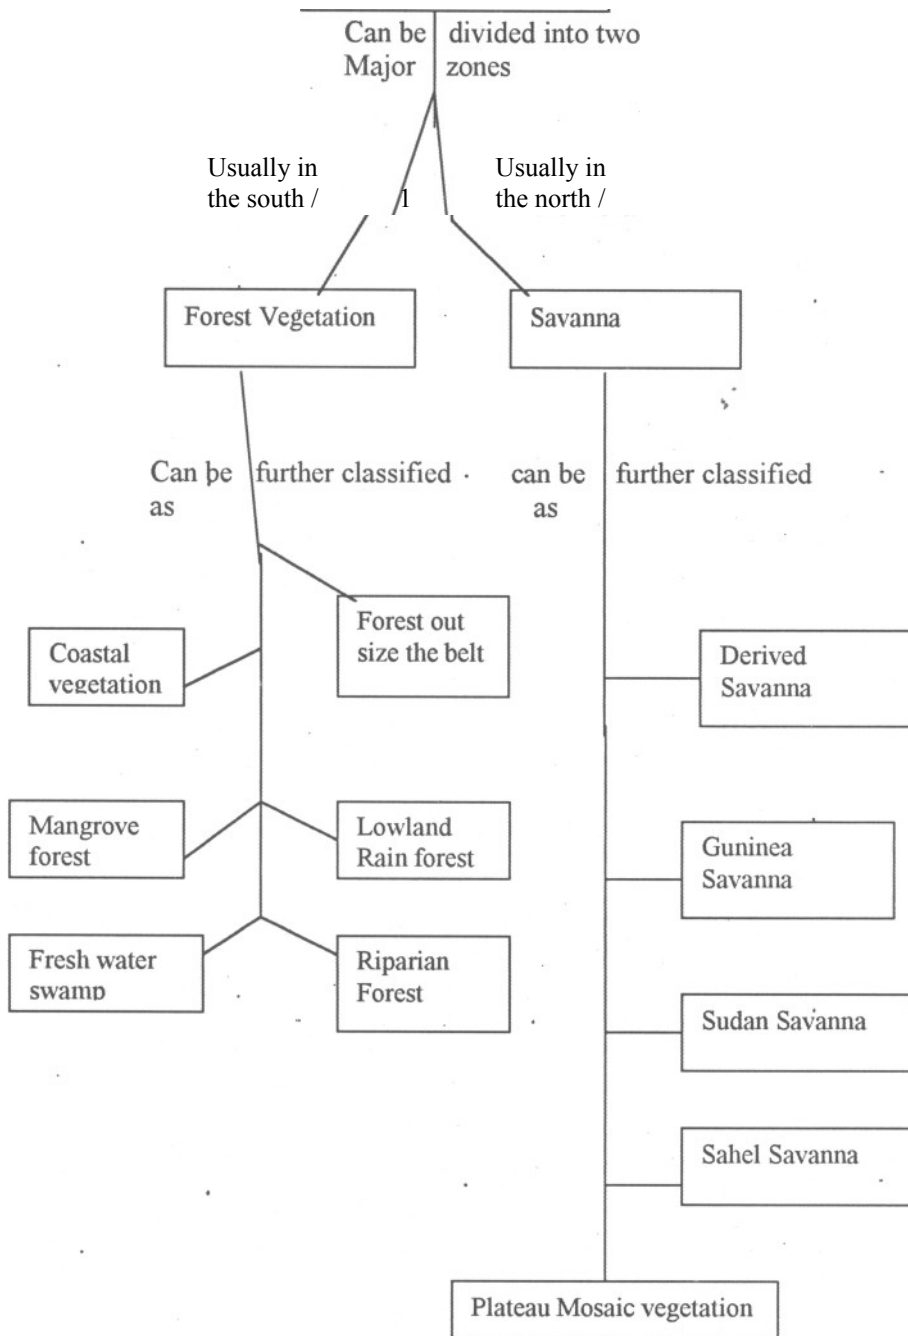 Can be divided into two
Major zones
Usually in
the south /
Usually in
the north /
Forest Vegetation
Savanna
Can be further classified
as
can be further classified
as
Forest out
size the belt
Coastal
vegetation
Derived
Savanna
Mangrove
forest
Lowland
Rain forest
Guninea
Savanna
Fresh water
swamp
Riparian
Forest
Sudan Savanna
Sahel Savanna
Plateau Mosaic vegetation